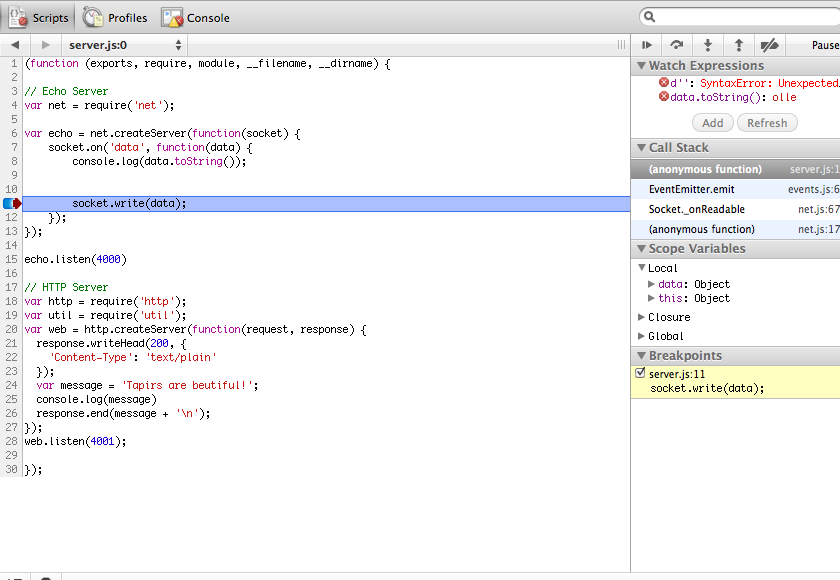 Scripts Profiles Console
server.js:0
Paus
1 (function (exports, require, module, __filename, __dirname) {
2
3 // Echo Server
4 var net = require('net');
5
6 var echo = net.createServer(function(socket) {
7 socket.on('data', function(data) {
8 console.log(data.toString());
9
10
socket.write(data);
12 });
13 });
14
15 echo.listen(4000)
16
17 // HTTP Server
18 var http = require('http');
19 var util = require('util');
20 var web = http.createServer(function(request, response) {
21 response.writeHead(200, {
22 'Content-Type': 'text/plain'
23 });
24 var message = 'Tapirs are beutiful!';
25 console.log(message)
26 response.end(message + '\n');
27 });
28 web.listen(4001);
29
30 });
Watch Expressions
d'': SyntaxError: Unexpected
data.toString(): olle
Add Refresh
Call Stack
(anonymous function) server.js:1
EventEmitter.emit events.js:6
Socket._onReadable net.js:67
(anonymous function) net.js:17
Scope Variables
Local
data: Object
this: Object
Closure
Global
Breakpoints
server.js:11
socket.write(data);